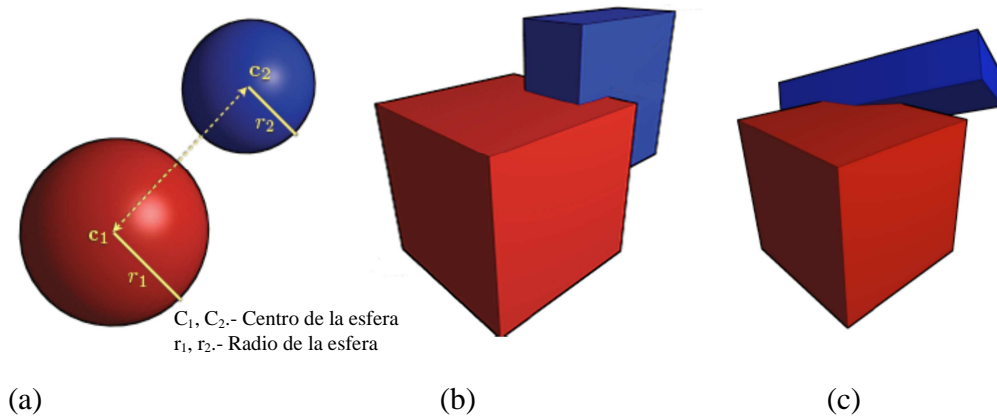 c₂
r₂
c₁
r₁
C₁, C₂.- Centro de la esfera
r₁, r₂.- Radio de la esfera
(a) (b) (c)